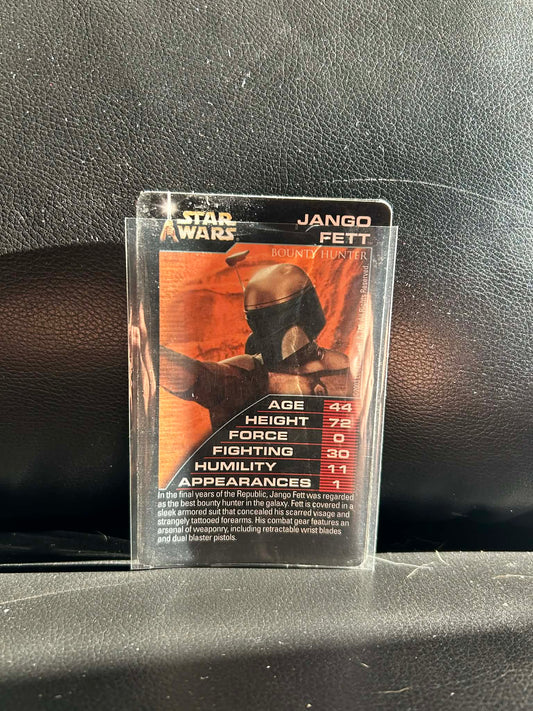 STAR
WARS
JANGO
FETT
BOUNTY HUNTER
All Rights Reserved.
AGE 44
HEIGHT 72
FORCE 0
FIGHTING 30
HUMILITY 11
APPEARANCES 1
In the final years of the Republic, Jango Fett was regarded
as the best bounty hunter in the galaxy. Fett is covered in a
sleek armored suit that concealed his scarred visage and
strangely tattooed forearms. His combat gear features an
arsenal of weaponry, including retractable wrist blades
and dual blaster pistols.